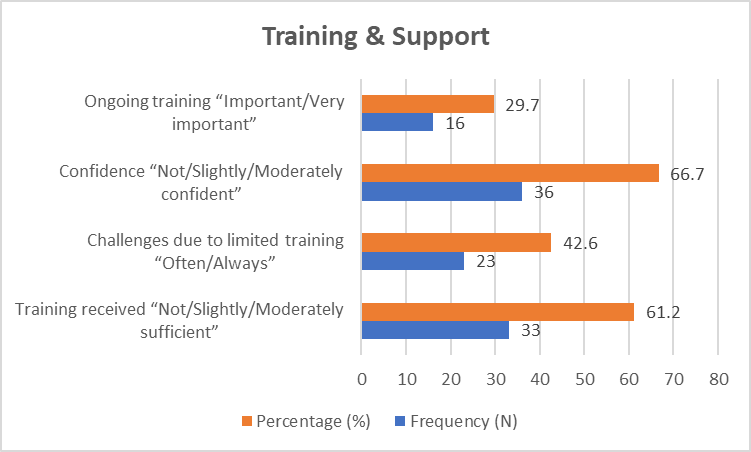 Training & Support
Ongoing training “Important/Very
important”
29.7
16
Confidence “Not/Slightly/Moderately
confident”
66.7
36
Challenges due to limited training
“Often/Always”
42.6
23
Training received “Not/Slightly/Moderately
sufficient”
61.2
33
0 10 20 30 40 50 60 70 80
Percentage (%) Frequency (N)